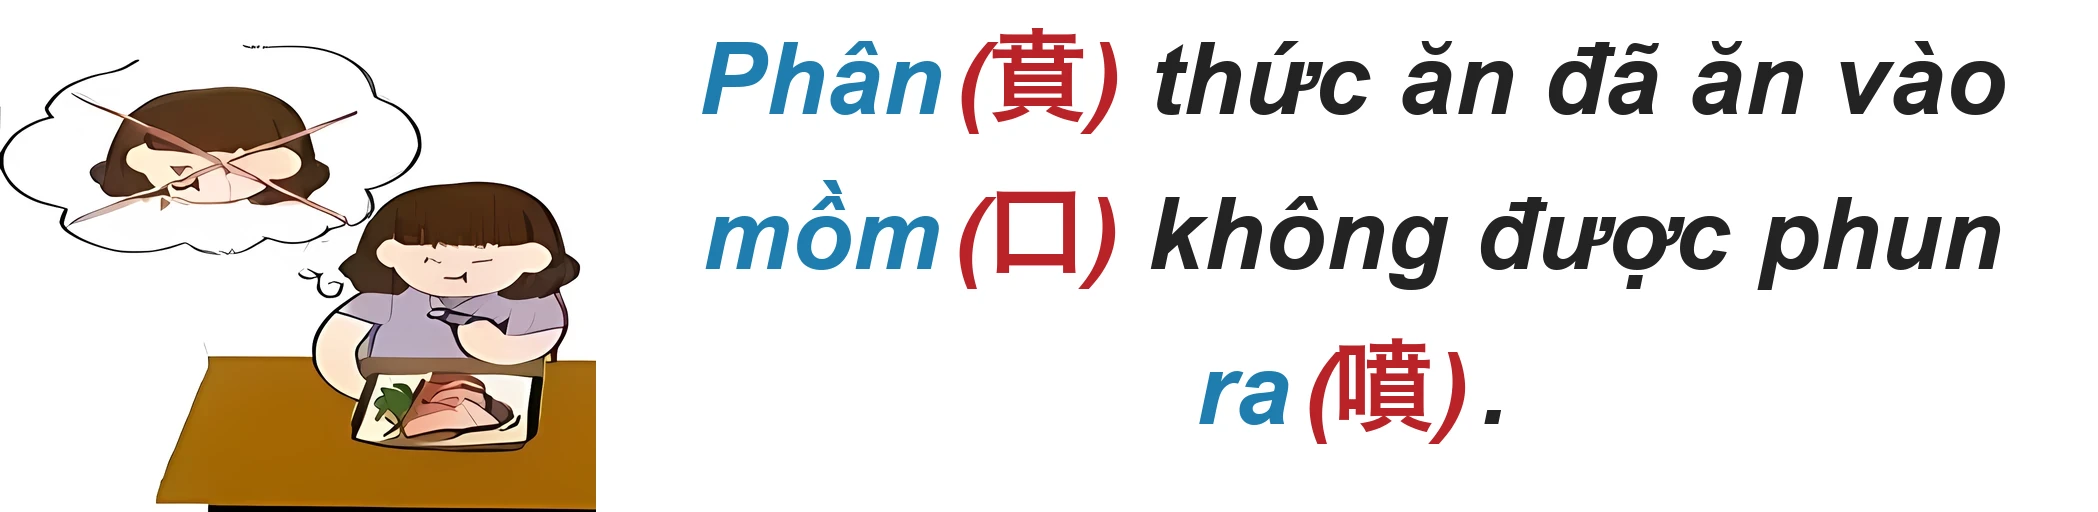 Phân (賁) thức ăn đã ăn vào
mồm (口) không được phun
ra (噴) .